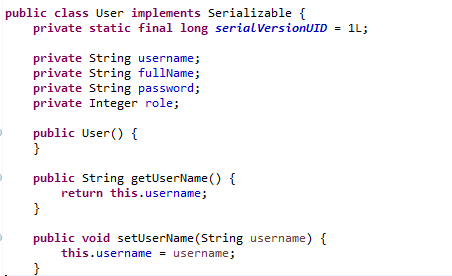 public class User implements Serializable {
private static final long serialVersionUID = 1L;
private String username;
private String fullName;
private String password;
private Integer role;
public User() {
}
public String getUserName() {
return this.username;
}
public void setUserName(String username) {
this.username = username;
}